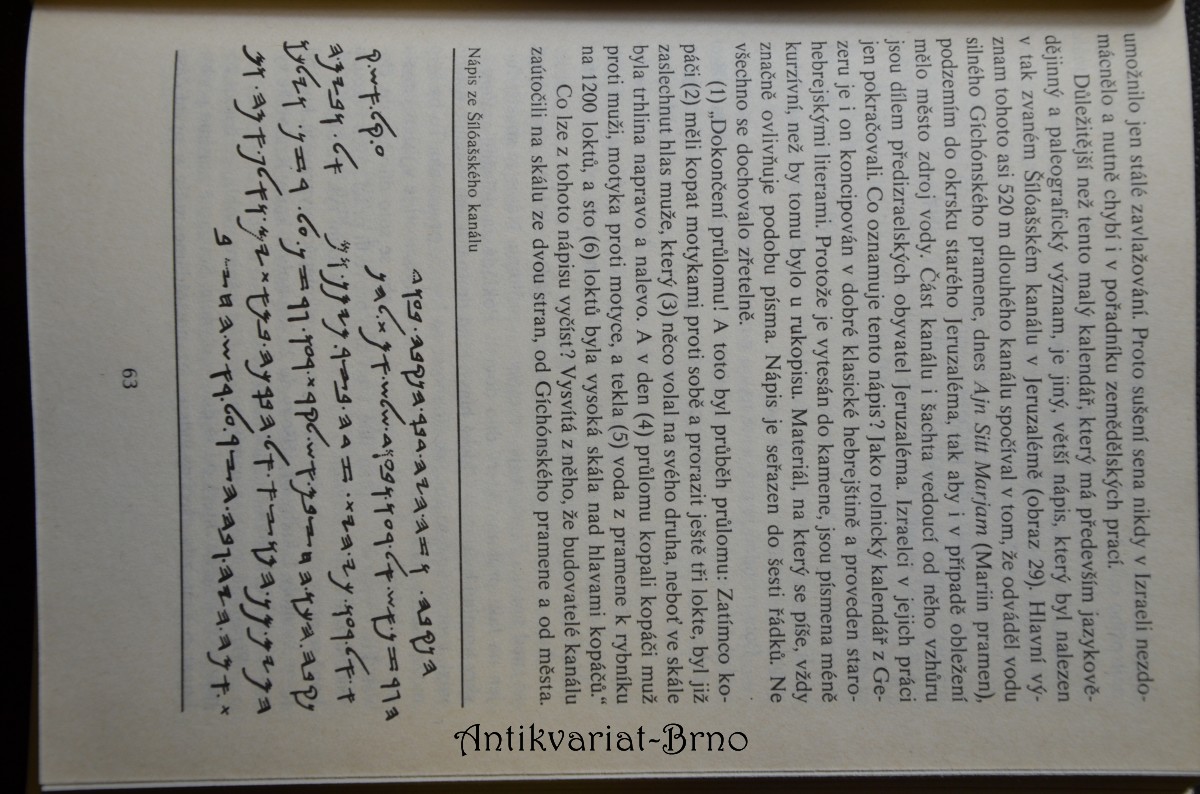 umožnilo jen stálé zavlažování. Proto sušení sena nikdy v Izraeli nezdo-
mácnělo a nutně chybí i v pořadníku zemědělských prací.
Důležitější než tento malý kalendář, který má především jazykově-
dějinný a paleografický význam, je jiný, větší nápis, který byl nalezen
v tak zvaném Šílóašském kanálu v Jeruzalémě (obraz 29). Hlavní vý-
znam tohoto asi 520 m dlouhého kanálu spočíval v tom, že odváděl vodu
silného Gíchónského pramene, dnes Ajn Sitt Marjam (Mariin pramen),
podzemím do okrsku starého Jeruzaléma, tak aby i v případě obležení
mělo město zdroj vody. Část kanálu i šachta vedoucí od něho vzhůru
jsou dílem předizraelských obyvatel Jeruzaléma. Izraelci v jejich práci
jen pokračovali. Co oznamuje tento nápis? Jako rolnický kalendář z Ge-
zeru je i on koncipován v dobré klasické hebrejštině a proveden staro-
hebrejskými literami. Protože je vytesán do kamene, jsou písmena méně
kurzívní, než by tomu bylo u rukopisu. Materiál, na který se píše, vždy
značně ovlivňuje podobu písma. Nápis je seřazen do šesti řádků. Ne
všechno se dochovalo zřetelně.
(1) „Dokončení průlomu! A toto byl průběh průlomu: Zatímco ko-
páči (2) měli kopat motykami proti sobě a prorazit ještě tři lokte, byl již
zaslechnut hlas muže, který (3) něco volal na svého druha, neboť ve skále
byla trhlina napravo a nalevo. A v den (4) průlomu kopali kopáči muž
proti muži, motyka proti motyce, a tekla (5) voda z pramene k rybníku
na 1200 loktů, a sto (6) loktů byla vysoká skála nad hlavami kopáčů.“
Co lze z tohoto nápisu vyčíst? Vysvítá z něho, že budovatelé kanálu
zaútočili na skálu ze dvou stran, od Gíchónského pramene a od města.
Nápis ze Šílóašského kanálu
63
Antikvariat-Brno